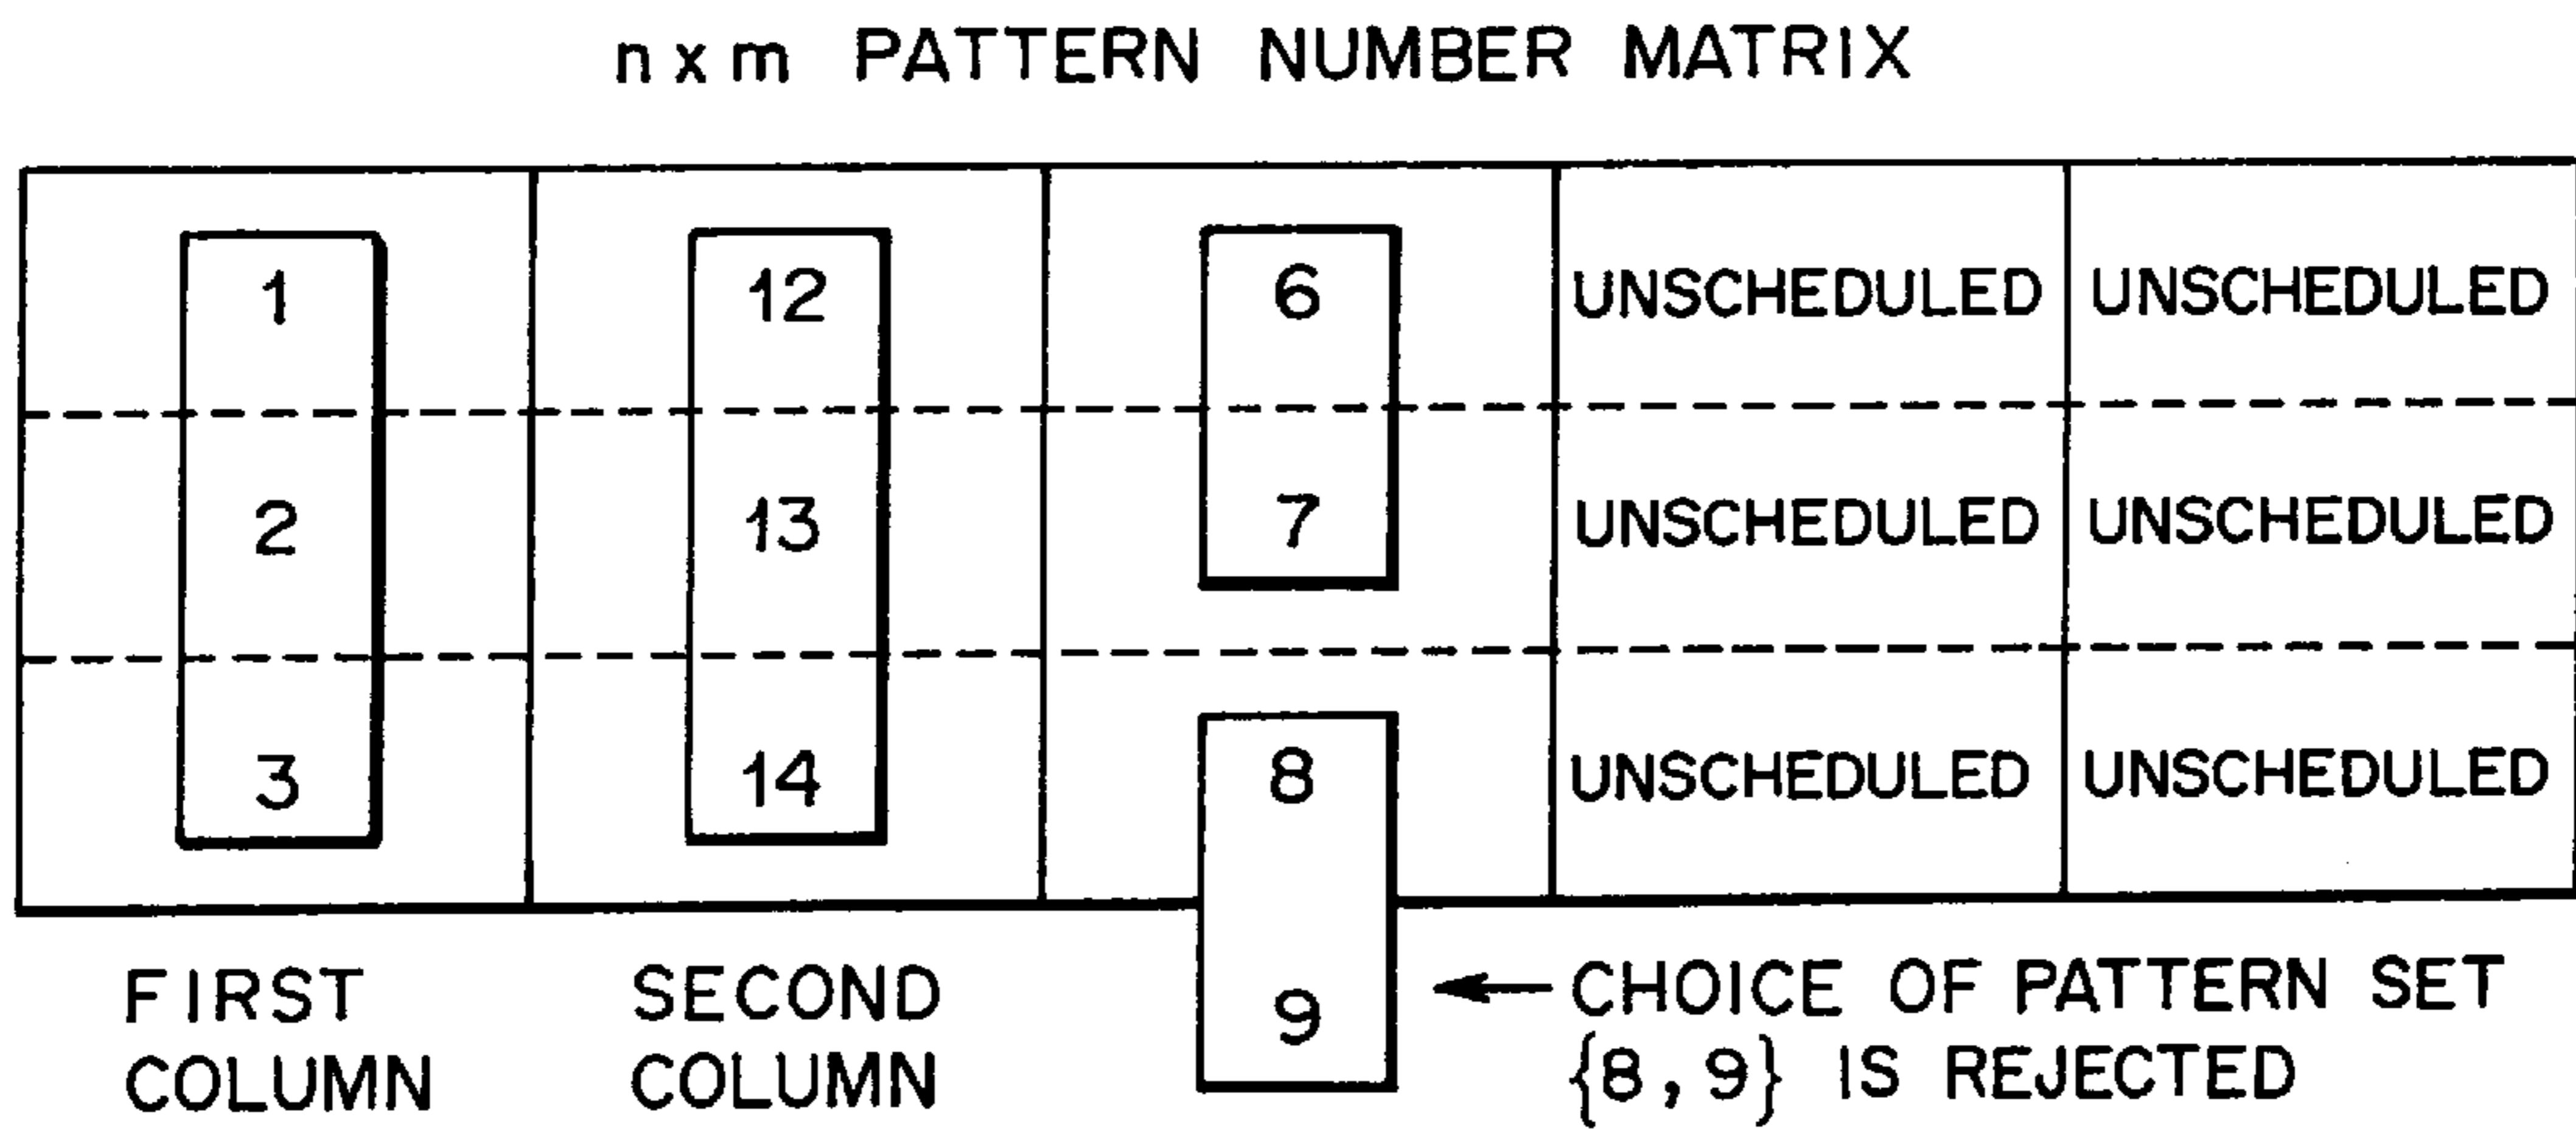 n x m PATTERN NUMBER MATRIX
1 12 6 UNSCHEDULED UNSCHEDULED
2 13 7 UNSCHEDULED UNSCHEDULED
3 14 8 UNSCHEDULED UNSCHEDULED
9
FIRST COLUMN
SECOND COLUMN
CHOICE OF PATTERN SET
{8,9} IS REJECTED